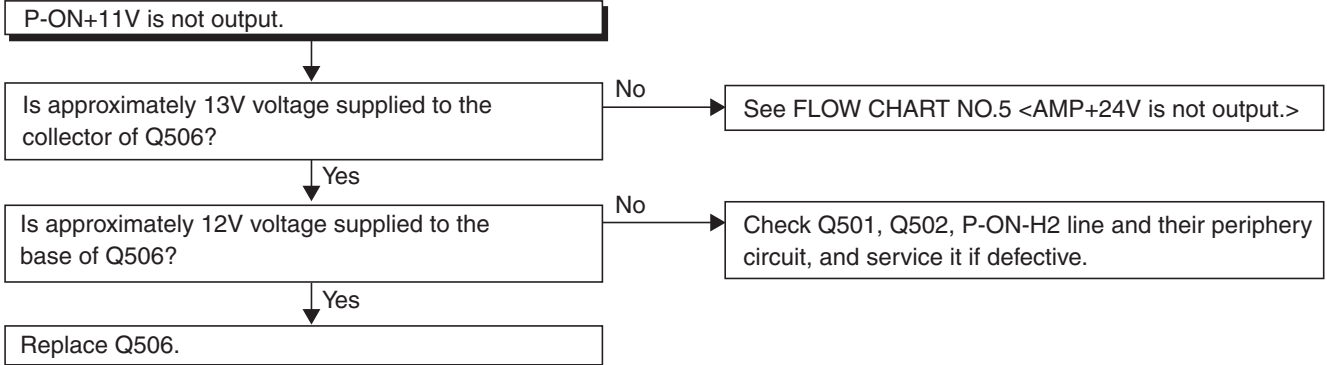 P-ON+11V is not output.
Is approximately 13V voltage supplied to the
collector of Q506?
No
See FLOW CHART NO.5 <AMP+24V is not output.>
Yes
Is approximately 12V voltage supplied to the
base of Q506?
No
Check Q501, Q502, P-ON-H2 line and their periphery
circuit, and service it if defective.
Yes
Replace Q506.